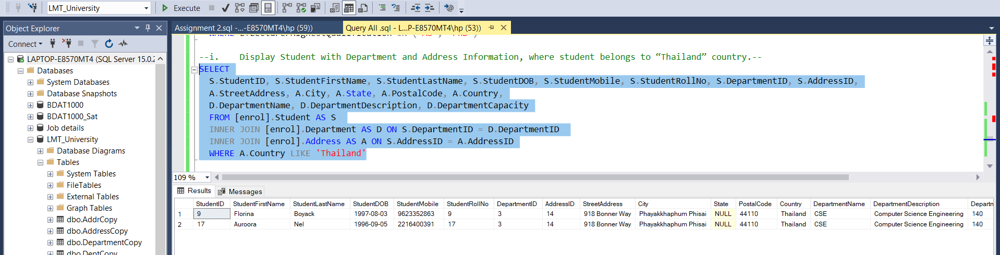 LMT_University
Execute
Object Explorer
Assignment 2.sql -...-E8570MT4\hp (59))
Query All .sql - L...P-E8570MT4\hp (53))
Connect
LAPTOP-E8570MT4 (SQL Server 15.0.2
Databases
System Databases
Database Snapshots
BDAT1000
BDAT1000_Sat
Job details
LMT_University
Database Diagrams
Tables
System Tables
FileTables
External Tables
Graph Tables
dbo.AddrCopy
dbo.AddressCopy
dbo.DepartmentCopy
dbo.DeptCopy
--i. Display Student with Department and Address Information, where student belongs to “Thailand” country.--
SELECT
S.StudentID, S.StudentFirstName, S.StudentLastName, S.StudentDOB, S.StudentMobile, S.StudentRollNo, S.DepartmentID, S.AddressID,
A.StreetAddress, A.City, A.State, A.PostalCode, A.Country,
D.DepartmentName, D.DepartmentDescription, D.DepartmentCapacity
FROM [enrol].Student AS S
INNER JOIN [enrol].Department AS D ON S.DepartmentID = D.DepartmentID
INNER JOIN [enrol].Address AS A ON S.AddressID = A.AddressID
WHERE A.Country LIKE 'Thailand'
109 %
Results Messages
StudentID StudentFirstName StudentLastName StudentDOB StudentMobile StudentRollNo DepartmentID AddressID StreetAddress City State PostalCode Country DepartmentName DepartmentDescription Departn
1 9 Florina Boyack 1997-08-03 9623352863 9 3 14 918 Bonner Way Phayakkhaphum Phisai NULL 44110 Thailand CSE Computer Science Engineering 140
2 17 Auroora Nel 1996-09-05 2216400391 17 3 14 918 Bonner Way Phayakkhaphum Phisai NULL 44110 Thailand CSE Computer Science Engineering 140